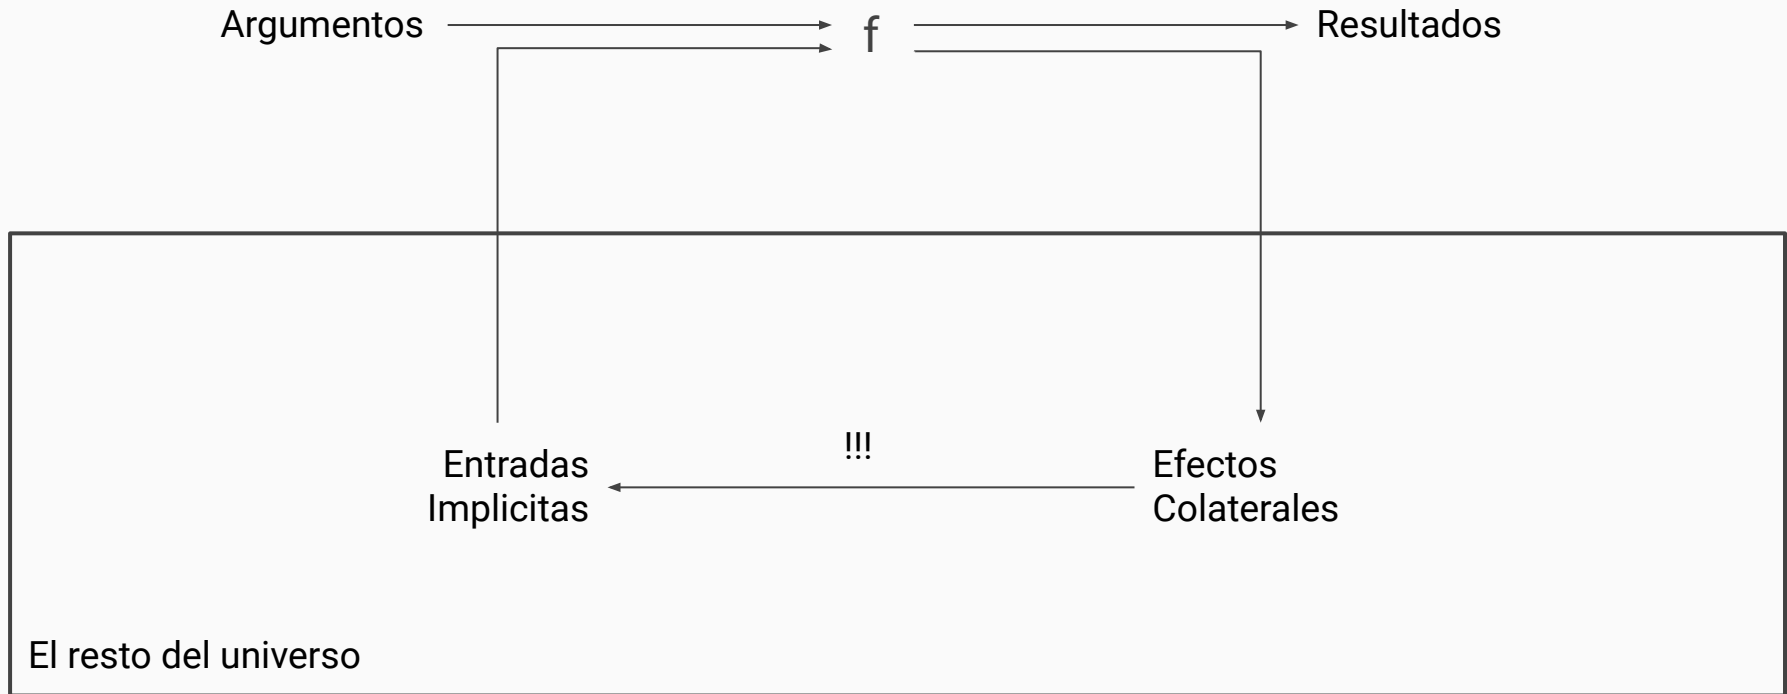 Argumentos
f
Resultados
!!!
Entradas
Implicitas
Efectos
Colaterales
El resto del universo